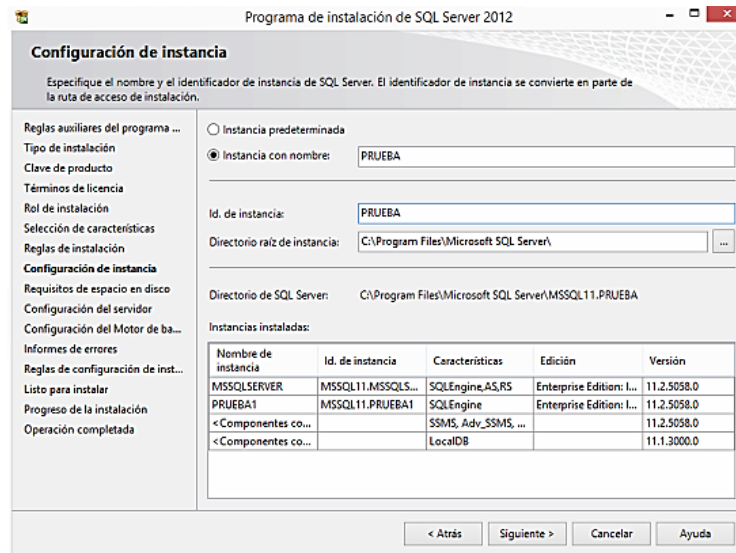 Programa de instalación de SQL Server 2012
Configuración de instancia
Especifique el nombre y el identificador de instancia de SQL Server. El identificador de instancia se convierte en parte de
la ruta de acceso de instalación.
Reglas auxiliares del programa ...
Tipo de instalación
Clave de producto
Términos de licencia
Rol de instalación
Selección de características
Reglas de instalación
Configuración de instancia
Requisitos de espacio en disco
Configuración del servidor
Configuración del Motor de ba...
Informes de errores
Reglas de configuración de inst...
Listo para instalar
Progreso de la instalación
Operación completada
Instancia predeterminada
Instancia con nombre: PRUEBA
Id. de instancia: PRUEBA
Directorio raíz de instancia: C:\Program Files\Microsoft SQL Server\ ...
Directorio de SQL Server: C:\Program Files\Microsoft SQL Server\MSSQL11.PRUEBA
Instancias instaladas:
Nombre de instancia Id. de instancia Características Edición Versión
MSSQLSERVER MSSQL11.MSSQLS... SQLEngine,AS,RS Enterprise Edition: I... 11.2.5058.0
PRUEBA1 MSSQL11.PRUEBA1 SQLEngine Enterprise Edition: I... 11.2.5058.0
<Componentes co... SSMS, Adv_SSMS, ... 11.2.5058.0
<Componentes co... LocalDB 11.1.3000.0
< Atrás Siguiente > Cancelar Ayuda